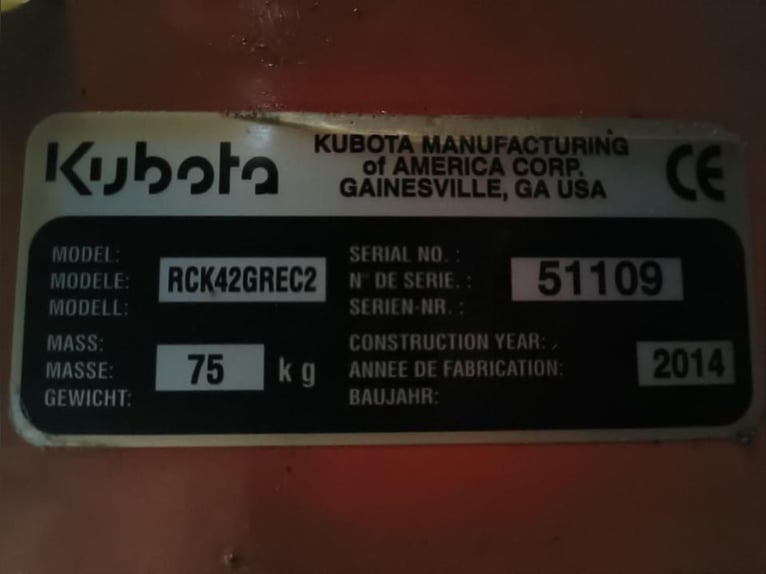 Kubota
KUBOTA MANUFACTURING
of AMERICA CORP.
GAINESVILLE, GA USA
CE
MODEL:
MODELE: RCK42GREC2
MODELL:
SERIAL NO. :
N° DE SERIE. : 51109
SERIEN-NR. :
MASS:
MASSE: 75 kg
GEWICHT:
CONSTRUCTION YEAR:
ANNEE DE FABRICATION: 2014
BAUJAHR: